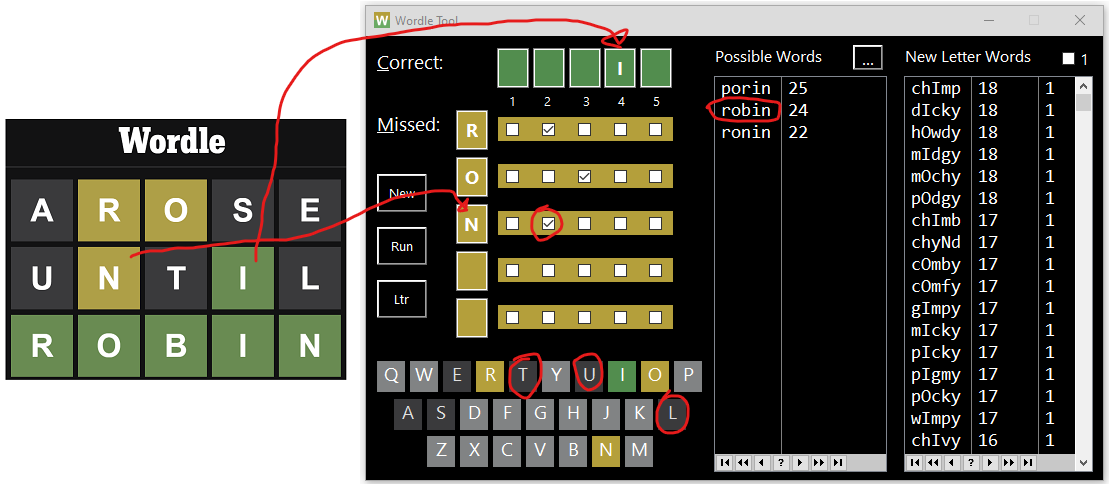 Wordle
A R O S E
U N T I L
R O B I N
W Wordle Tool
Correct:
I
1 2 3 4 5
Missed:
R
O
N
New
Run
Ltr
Q W E R T Y U I O P
A S D F G H J K L
Z X C V B N M
Possible Words ...
porin 25
robin 24
ronin 22
?
New Letter Words 1
chImp 18 1
dIcky 18 1
hOwdy 18 1
mIdgy 18 1
mOchy 18 1
pOdgy 18 1
chImb 17 1
chyNd 17 1
cOmby 17 1
cOmfy 17 1
gImpy 17 1
mIcky 17 1
pIcky 17 1
pIgmy 17 1
pOcky 17 1
wImpy 17 1
chIvy 16 1
?